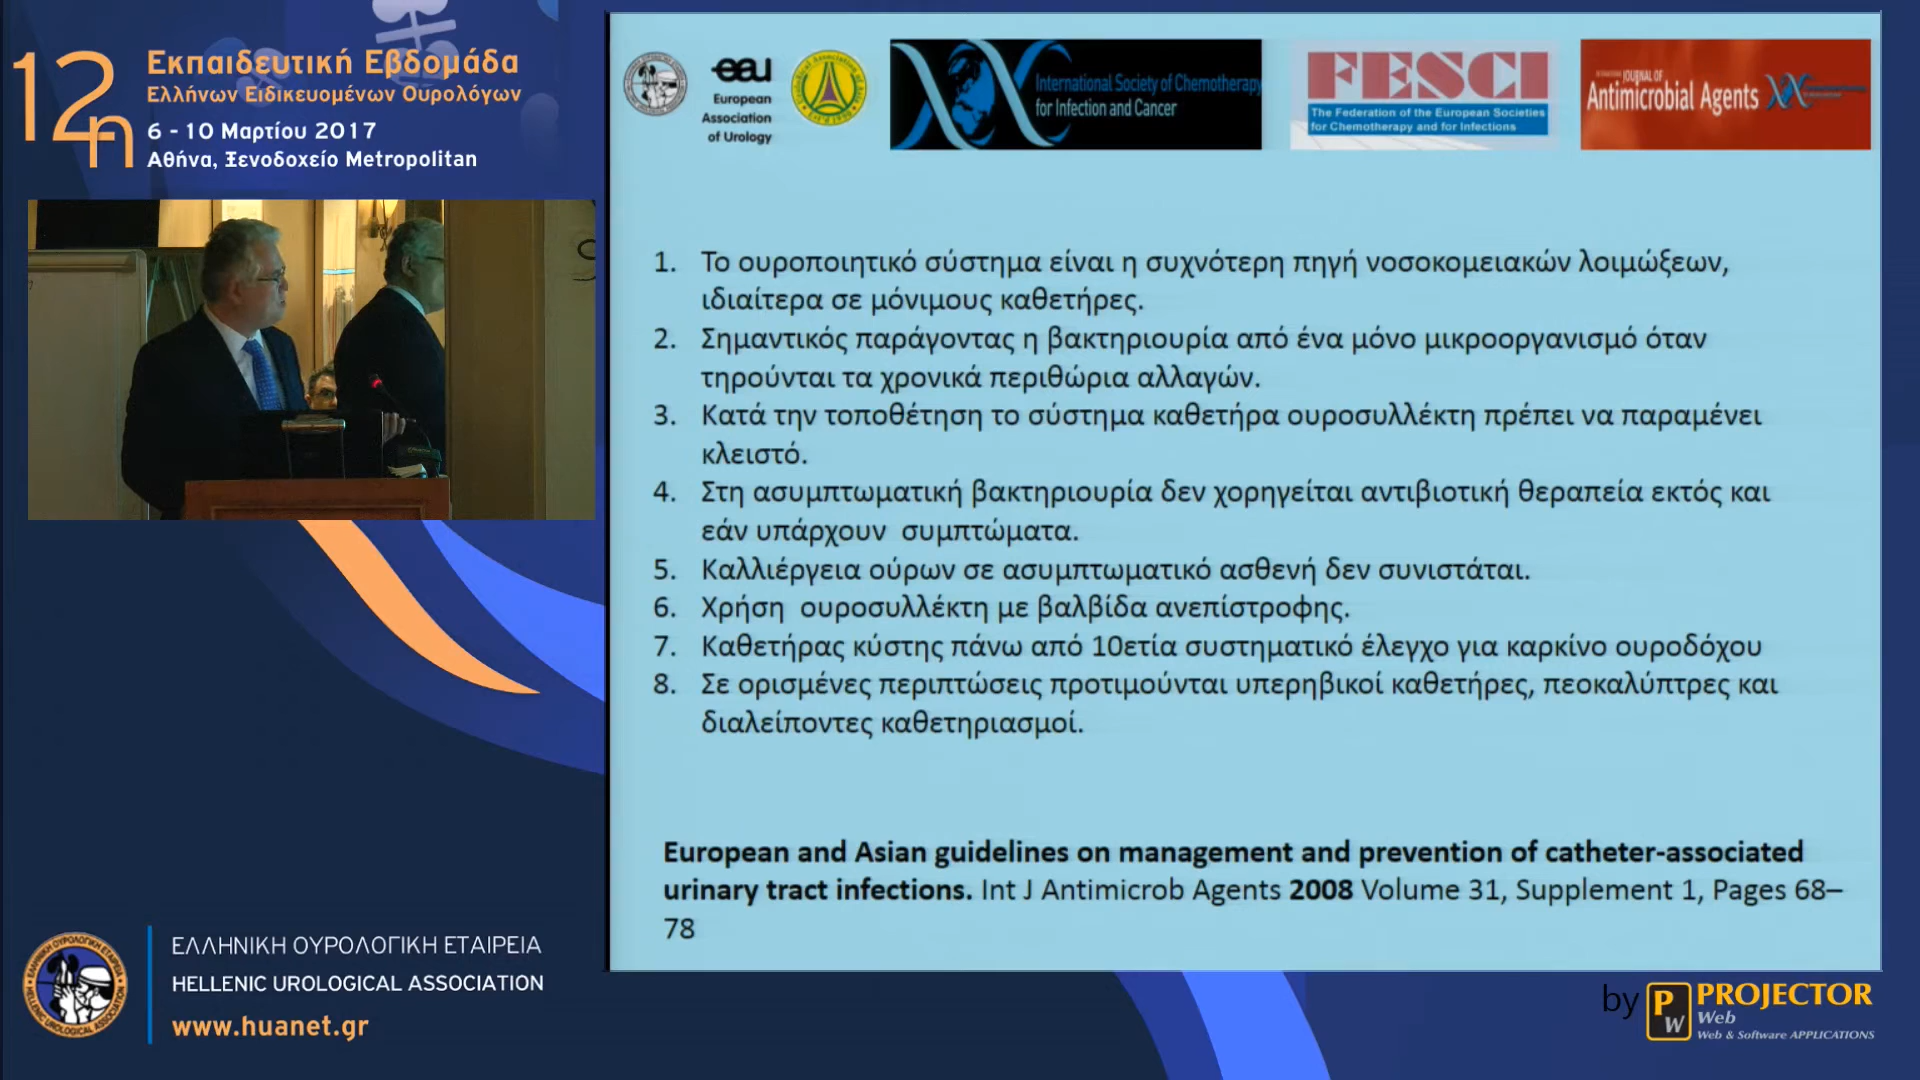 12η
Εκπαιδευτική Εβδομάδα
Ελλήνων Ειδικευομένων Ουρολόγων
6 - 10 Μαρτίου 2017
Αθήνα, Ξενοδοχείο Metropolitan
eau
European
Association
of Urology
International Society of Chemotherapy
for Infection and Cancer
FESCI
The Federation of the European Societies
for Chemotherapy and for Infections
JOURNAL OF
Antimicrobial Agents
1. Το ουροποιητικό σύστημα είναι η συχνότερη πηγή νοσοκομειακών λοιμώξεων,
ιδιαίτερα σε μόνιμους καθετήρες.
2. Σημαντικός παράγοντας η βακτηριουρία από ένα μόνο μικροοργανισμό όταν
τηρούνται τα χρονικά περιθώρια αλλαγών.
3. Κατά την τοποθέτηση το σύστημα καθετήρα ουροσυλλέκτη πρέπει να παραμένει
κλειστό.
4. Στη ασυμπτωματική βακτηριουρία δεν χορηγείται αντιβιοτική θεραπεία εκτός και
εάν υπάρχουν συμπτώματα.
5. Καλλιέργεια ούρων σε ασυμπτωματικό ασθενή δεν συνιστάται.
6. Χρήση ουροσυλλέκτη με βαλβίδα ανεπίστροφης.
7. Καθετήρας κύστης πάνω από 10ετία συστηματικό έλεγχο για καρκίνο ουροδόχου
8. Σε ορισμένες περιπτώσεις προτιμούνται υπερηβικοί καθετήρες, πεοκαλύπτρες και
διαλείποντες καθετηριασμοί.
European and Asian guidelines on management and prevention of catheter-associated
urinary tract infections. Int J Antimicrob Agents 2008 Volume 31, Supplement 1, Pages 68–
78
ΕΛΛΗΝΙΚΗ ΟΥΡΟΛΟΓΙΚΗ ΕΤΑΙΡΕΙΑ
HELLENIC UROLOGICAL ASSOCIATION
www.huanet.gr
by PW PROJECTOR
Web
Web & Software APPLICATIONS